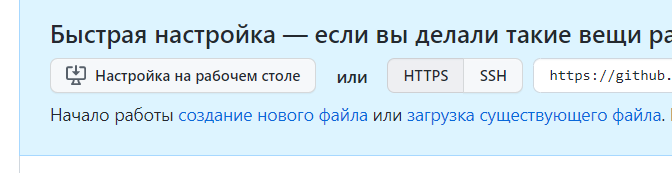 Быстрая настройка — если вы делали такие вещи
Настройка на рабочем столе или HTTPS SSH https://github.
Начало работы создание нового файла или загрузка существующего файла.